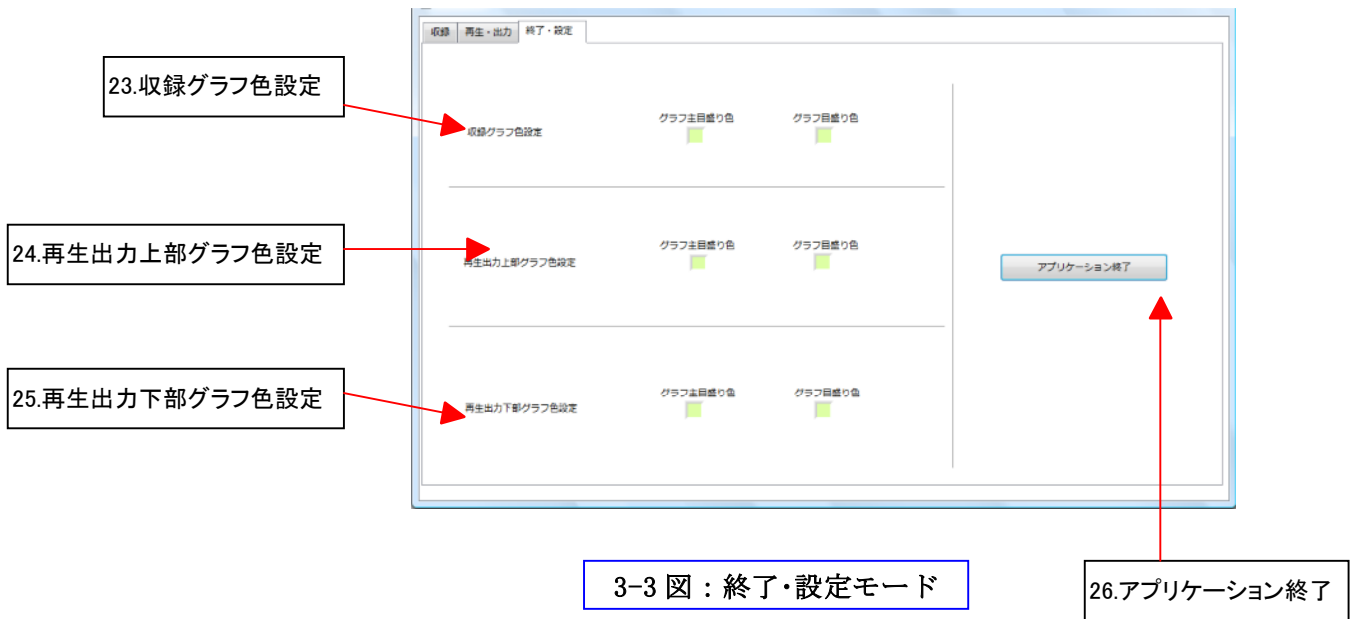 収録 再生・出力 終了・設定
23.収録グラフ色設定
グラフ主目盛り色 グラフ目盛り色
収録グラフ色設定
24.再生出力上部グラフ色設定
グラフ主目盛り色 グラフ目盛り色
再生出力上部グラフ色設定
アプリケーション終了
25.再生出力下部グラフ色設定
グラフ主目盛り色 グラフ目盛り色
再生出力下部グラフ色設定
3-3 図：終了・設定モード
26.アプリケーション終了